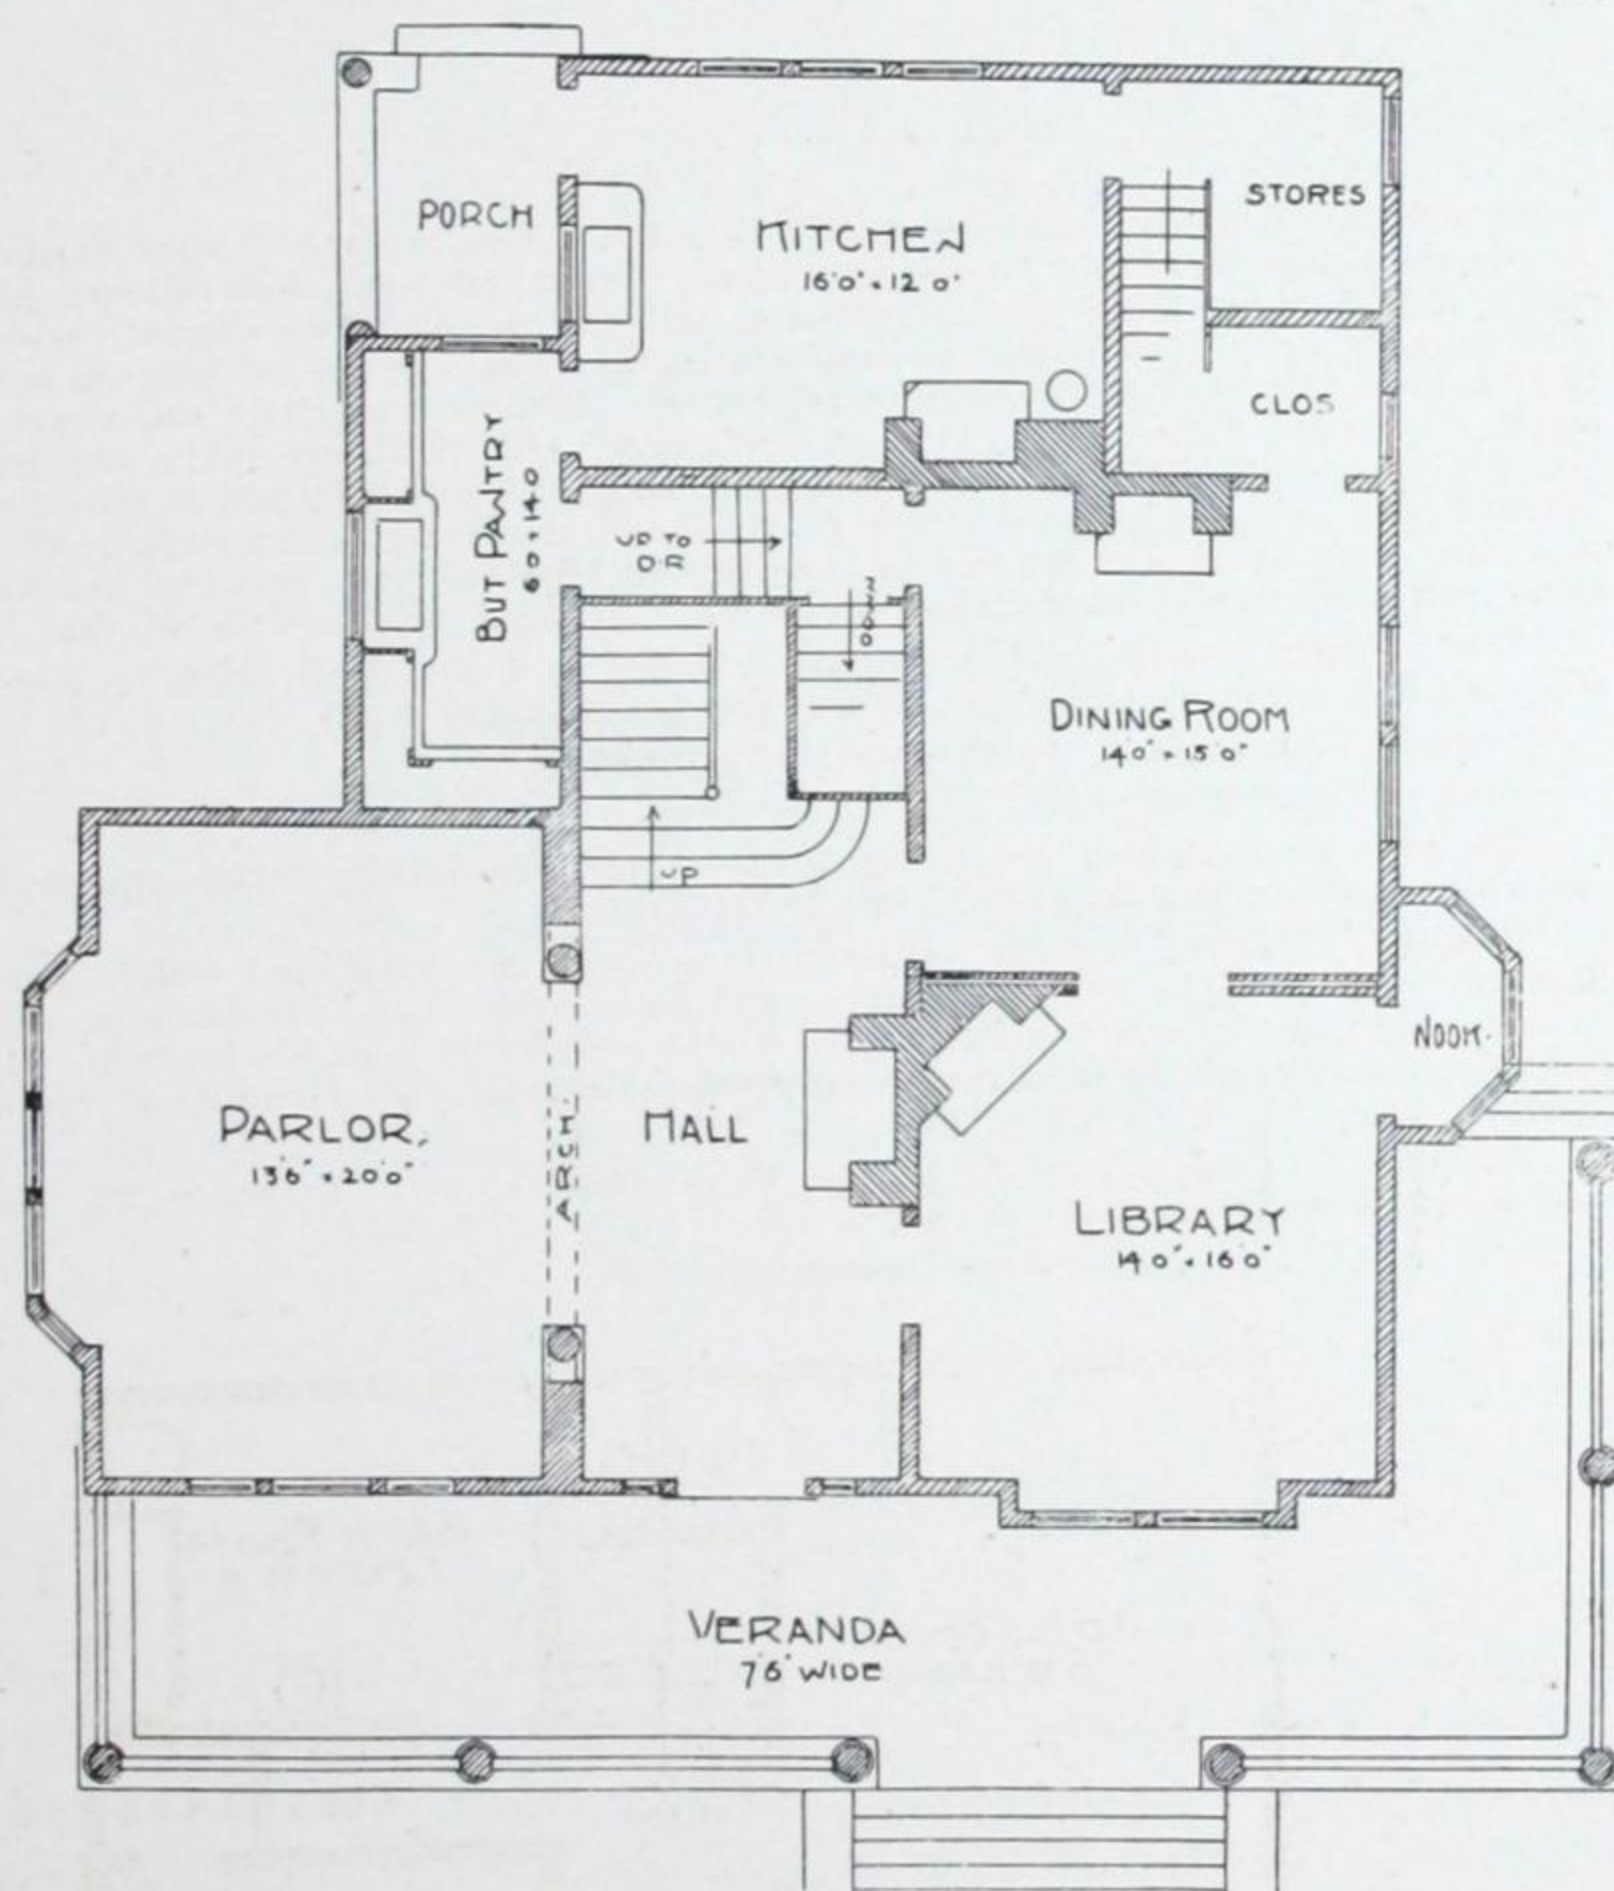 PORCH
KITCHEN
16'0" x 12'0"
STORES
CLOS
BUT PANTRY
6'0 x 14'0
UP TO
DOWN
DINING ROOM
14'0" x 15'0"
UP
NOOK
PARLOR
13'6" x 20'0"
ARCH
HALL
LIBRARY
14'0" x 16'0"
VERANDA
7'6" WIDE